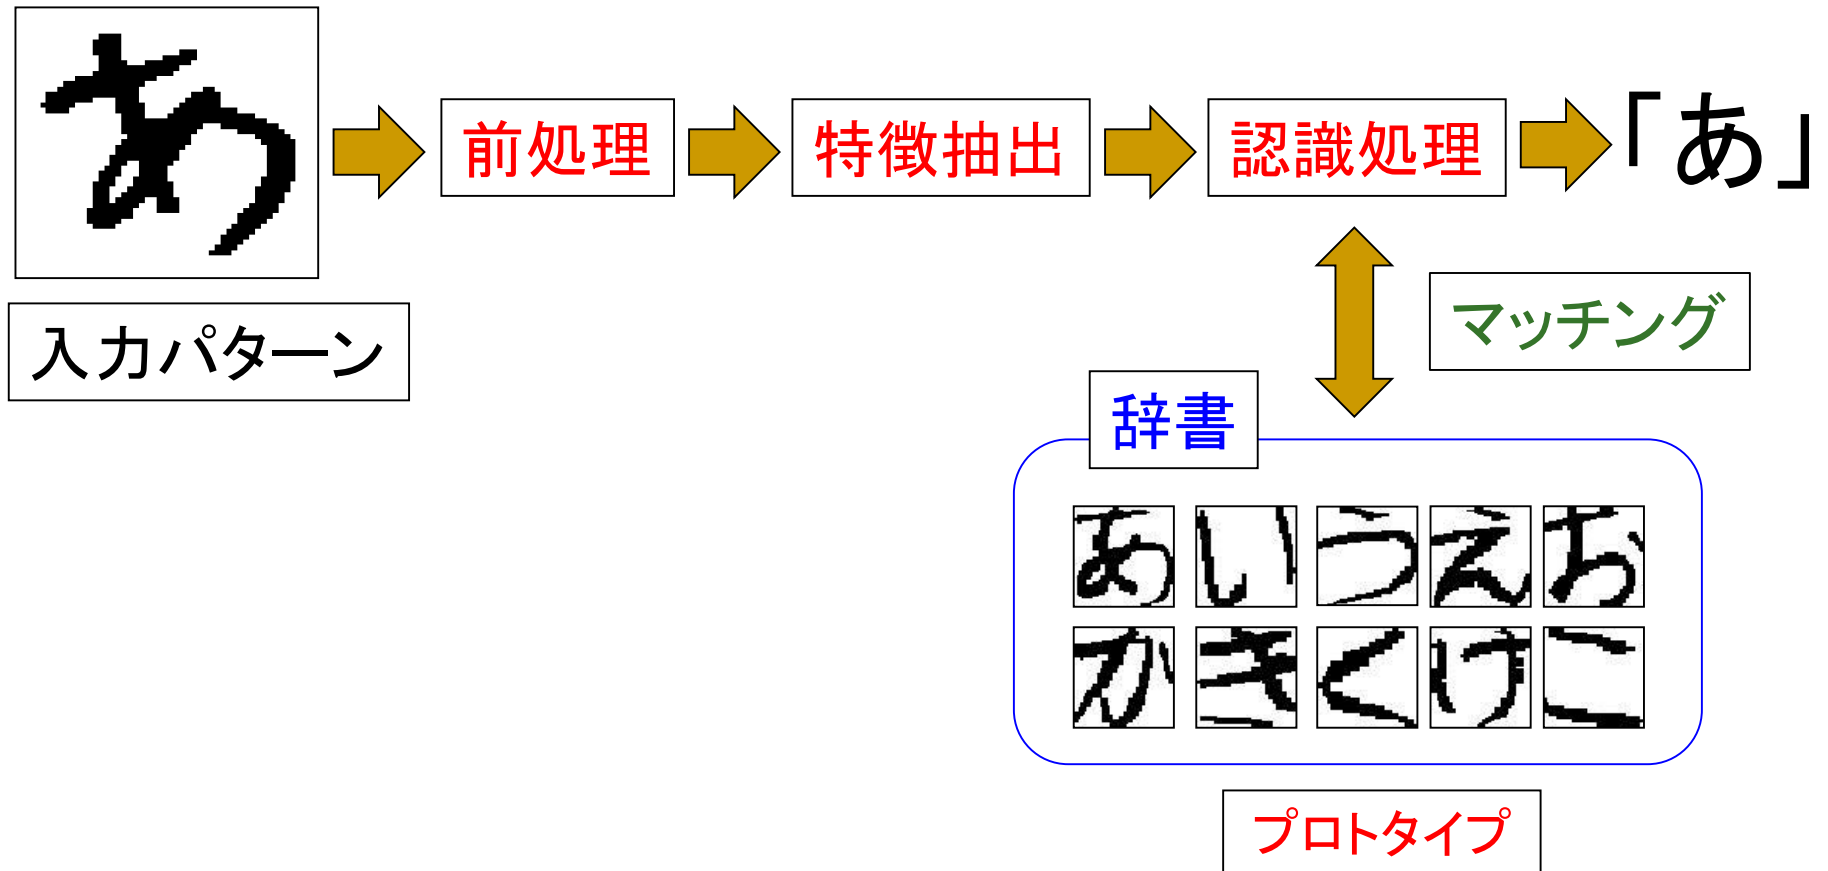 あ
前処理
特徴抽出
認識処理
「あ」
入力パターン
マッチング
辞書
あ い う え お
か き く け こ
プロトタイプ